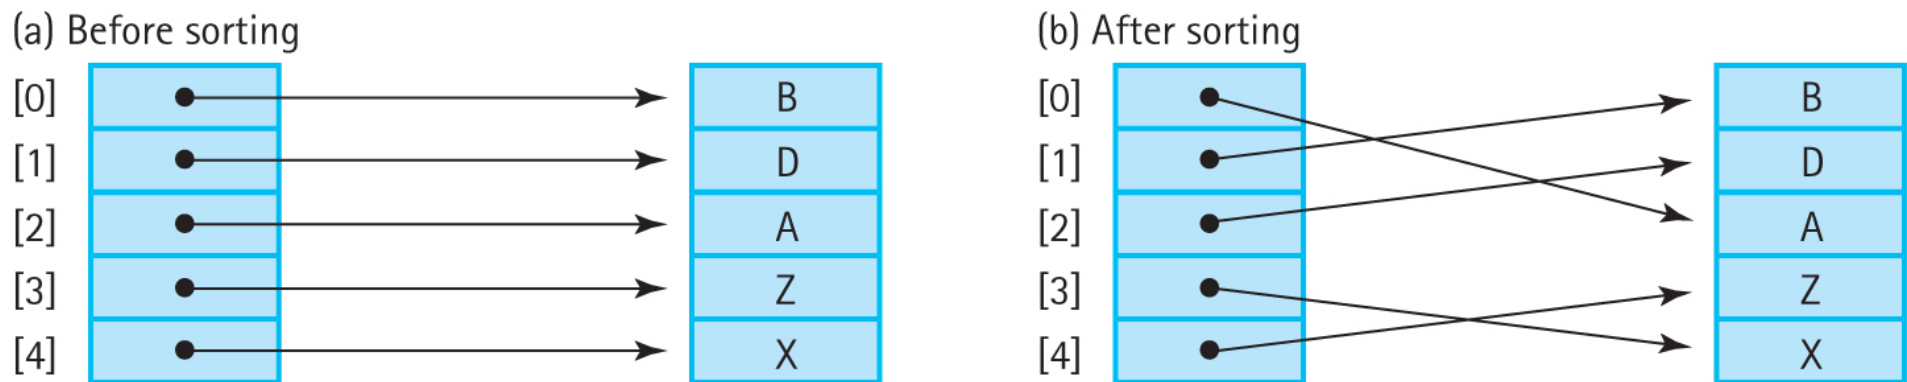 (a) Before sorting
[0] B
[1] D
[2] A
[3] Z
[4] X
(b) After sorting
[0] B
[1] D
[2] A
[3] Z
[4] X